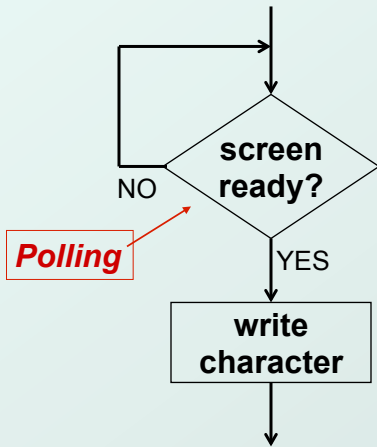 screen
ready?
NO
Polling
YES
write
character